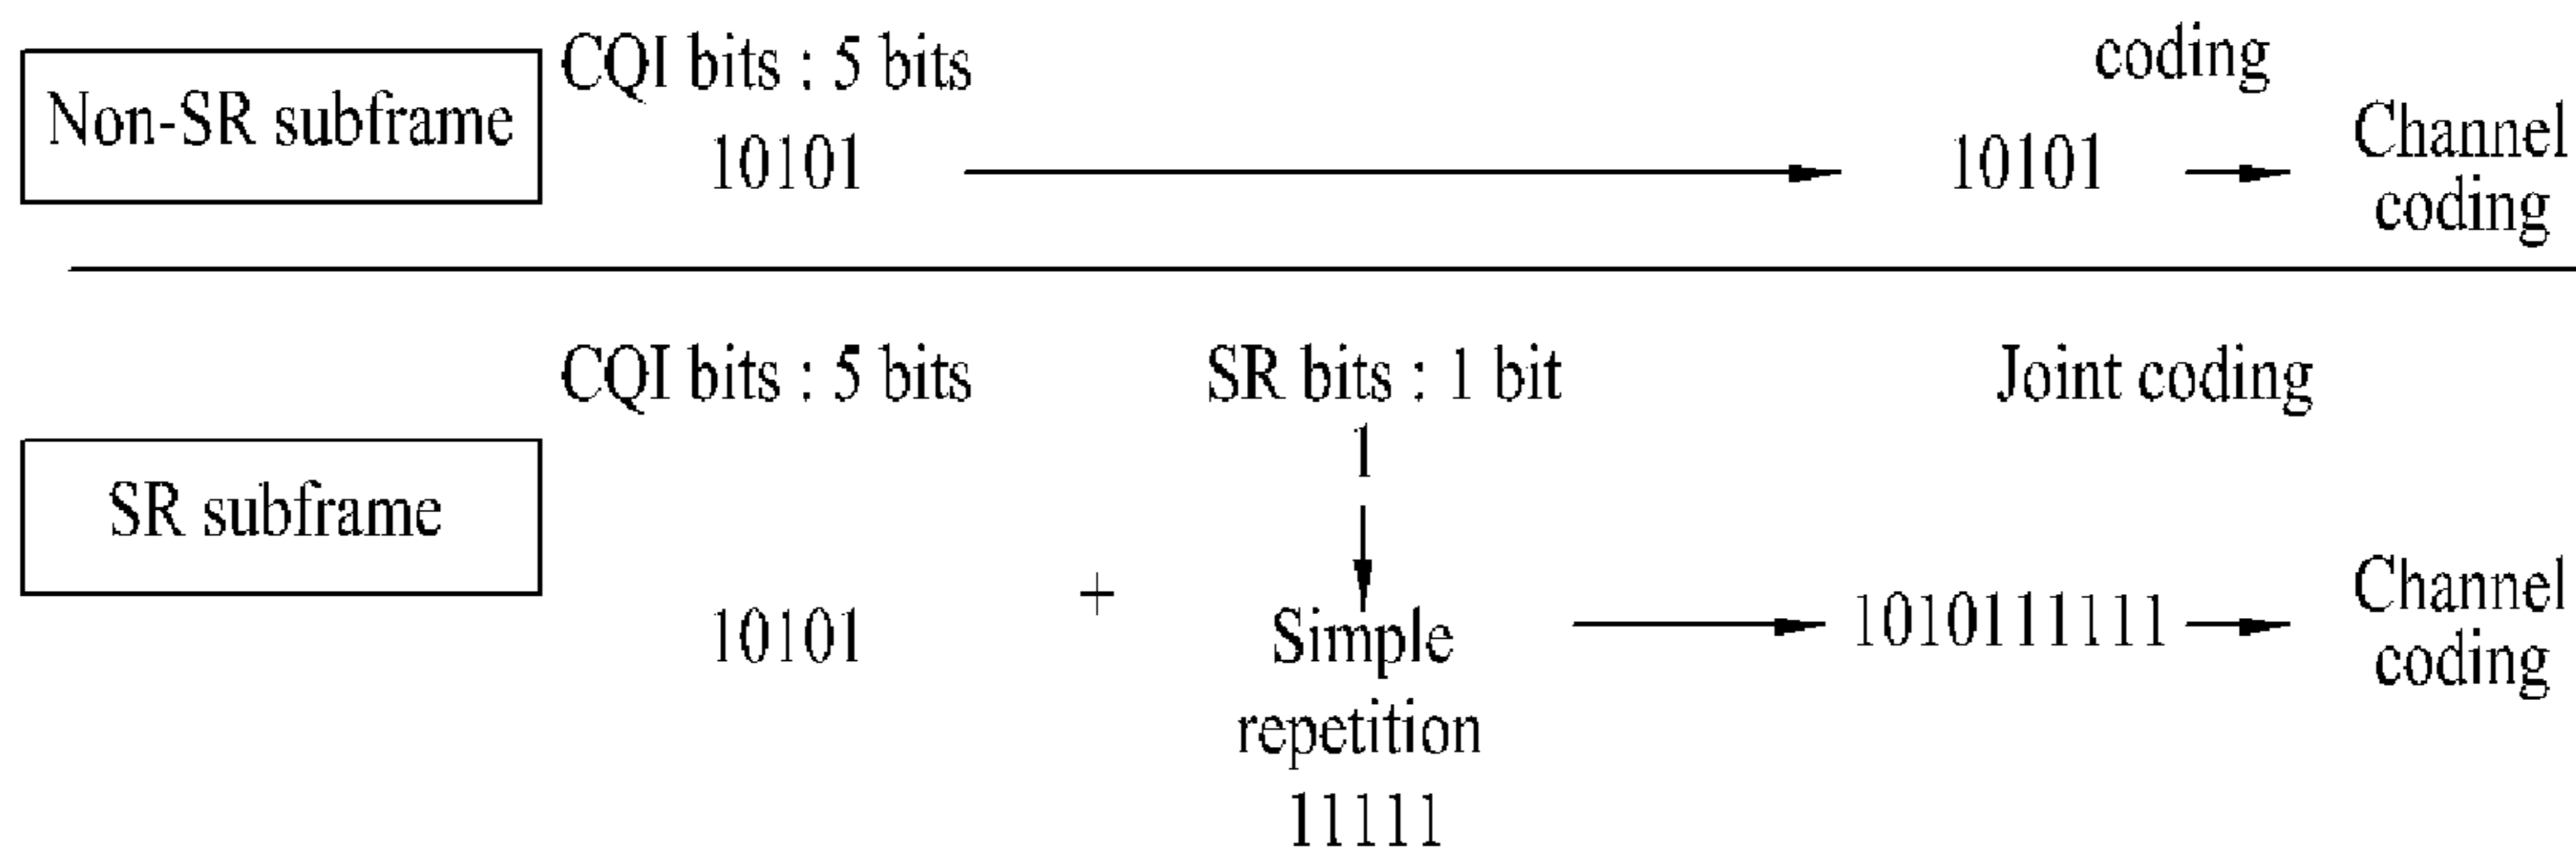 Non-SR subframe
CQI bits : 5 bits
10101
coding
10101
Channel
coding
CQI bits : 5 bits
SR bits : 1 bit
Joint coding
1
SR subframe
10101
+
Simple
repetition
11111
1010111111
Channel
coding